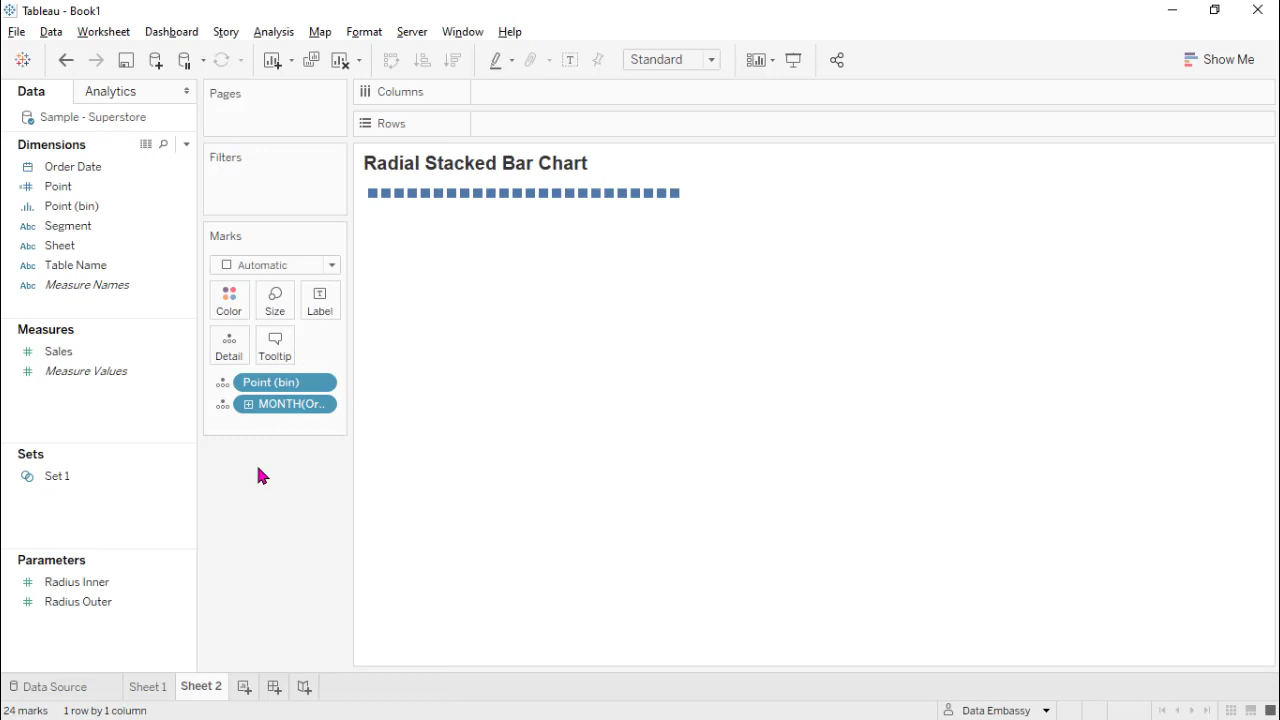 Tableau - Book1
File Data Worksheet Dashboard Story Analysis Map Format Server Window Help
Standard Show Me
Data Analytics
Sample - Superstore
Dimensions
Order Date
Point
Point (bin)
Abc Segment
Abc Sheet
Abc Table Name
Abc Measure Names
Measures
Sales
Measure Values
Sets
Set 1
Parameters
Radius Inner
Radius Outer
Pages
Filters
Marks
Automatic
Color Size Label
Detail Tooltip
Point (bin)
MONTH(Or..
Columns
Rows
Radial Stacked Bar Chart
Data Source Sheet 1 Sheet 2
24 marks 1 row by 1 column Data Embassy